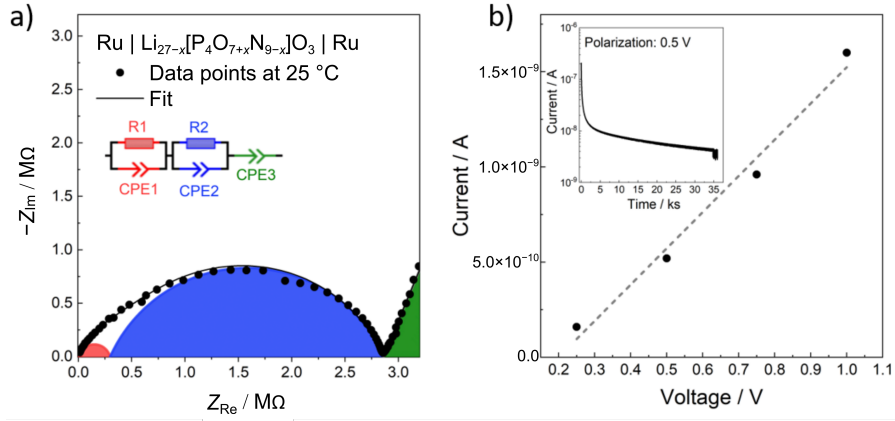 a)
Ru | Li₂₇₋ₓ[P₄O₇₊ₓN₉₋ₓ]O₃ | Ru
Data points at 25 °C
Fit
R1
R2
CPE1
CPE2
CPE3
3.0
2.5
2.0
1.5
1.0
0.5
0.0
−Z_Im / MΩ
0.0
0.5
1.0
1.5
2.0
2.5
3.0
Z_Re / MΩ
b)
Polarization: 0.5 V
10⁻⁶
10⁻⁷
10⁻⁸
10⁻⁹
Current / A
0
5
10
15
20
25
30
35
Time / ks
1.5×10⁻⁹
1.0×10⁻⁹
5.0×10⁻¹⁰
0.0
Current / A
0.2
0.3
0.4
0.5
0.6
0.7
0.8
0.9
1.0
1.1
Voltage / V